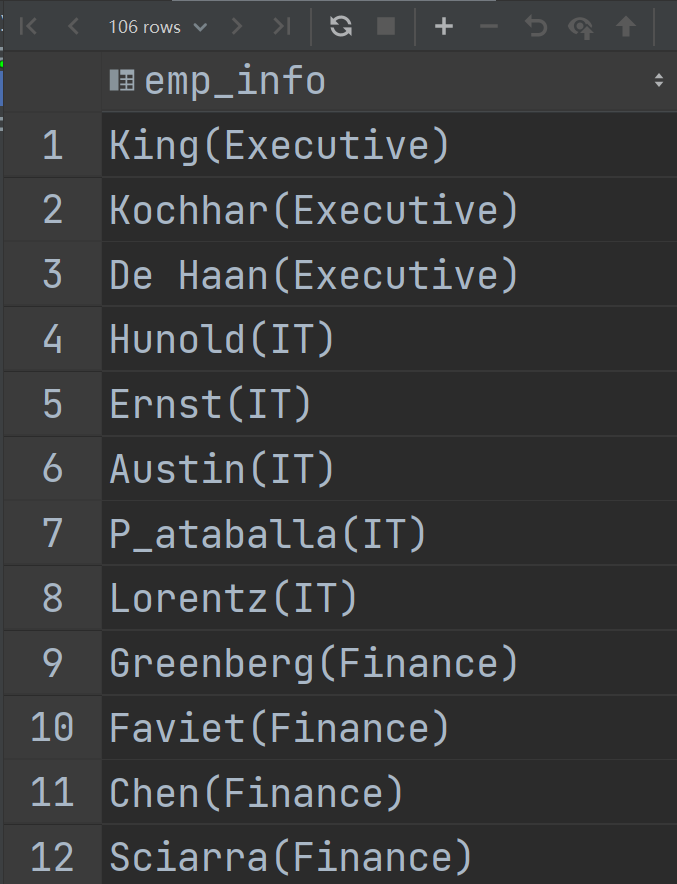 106 rows
emp_info
1 King(Executive)
2 Kochhar(Executive)
3 De Haan(Executive)
4 Hunold(IT)
5 Ernst(IT)
6 Austin(IT)
7 P_ataballa(IT)
8 Lorentz(IT)
9 Greenberg(Finance)
10 Faviet(Finance)
11 Chen(Finance)
12 Sciarra(Finance)